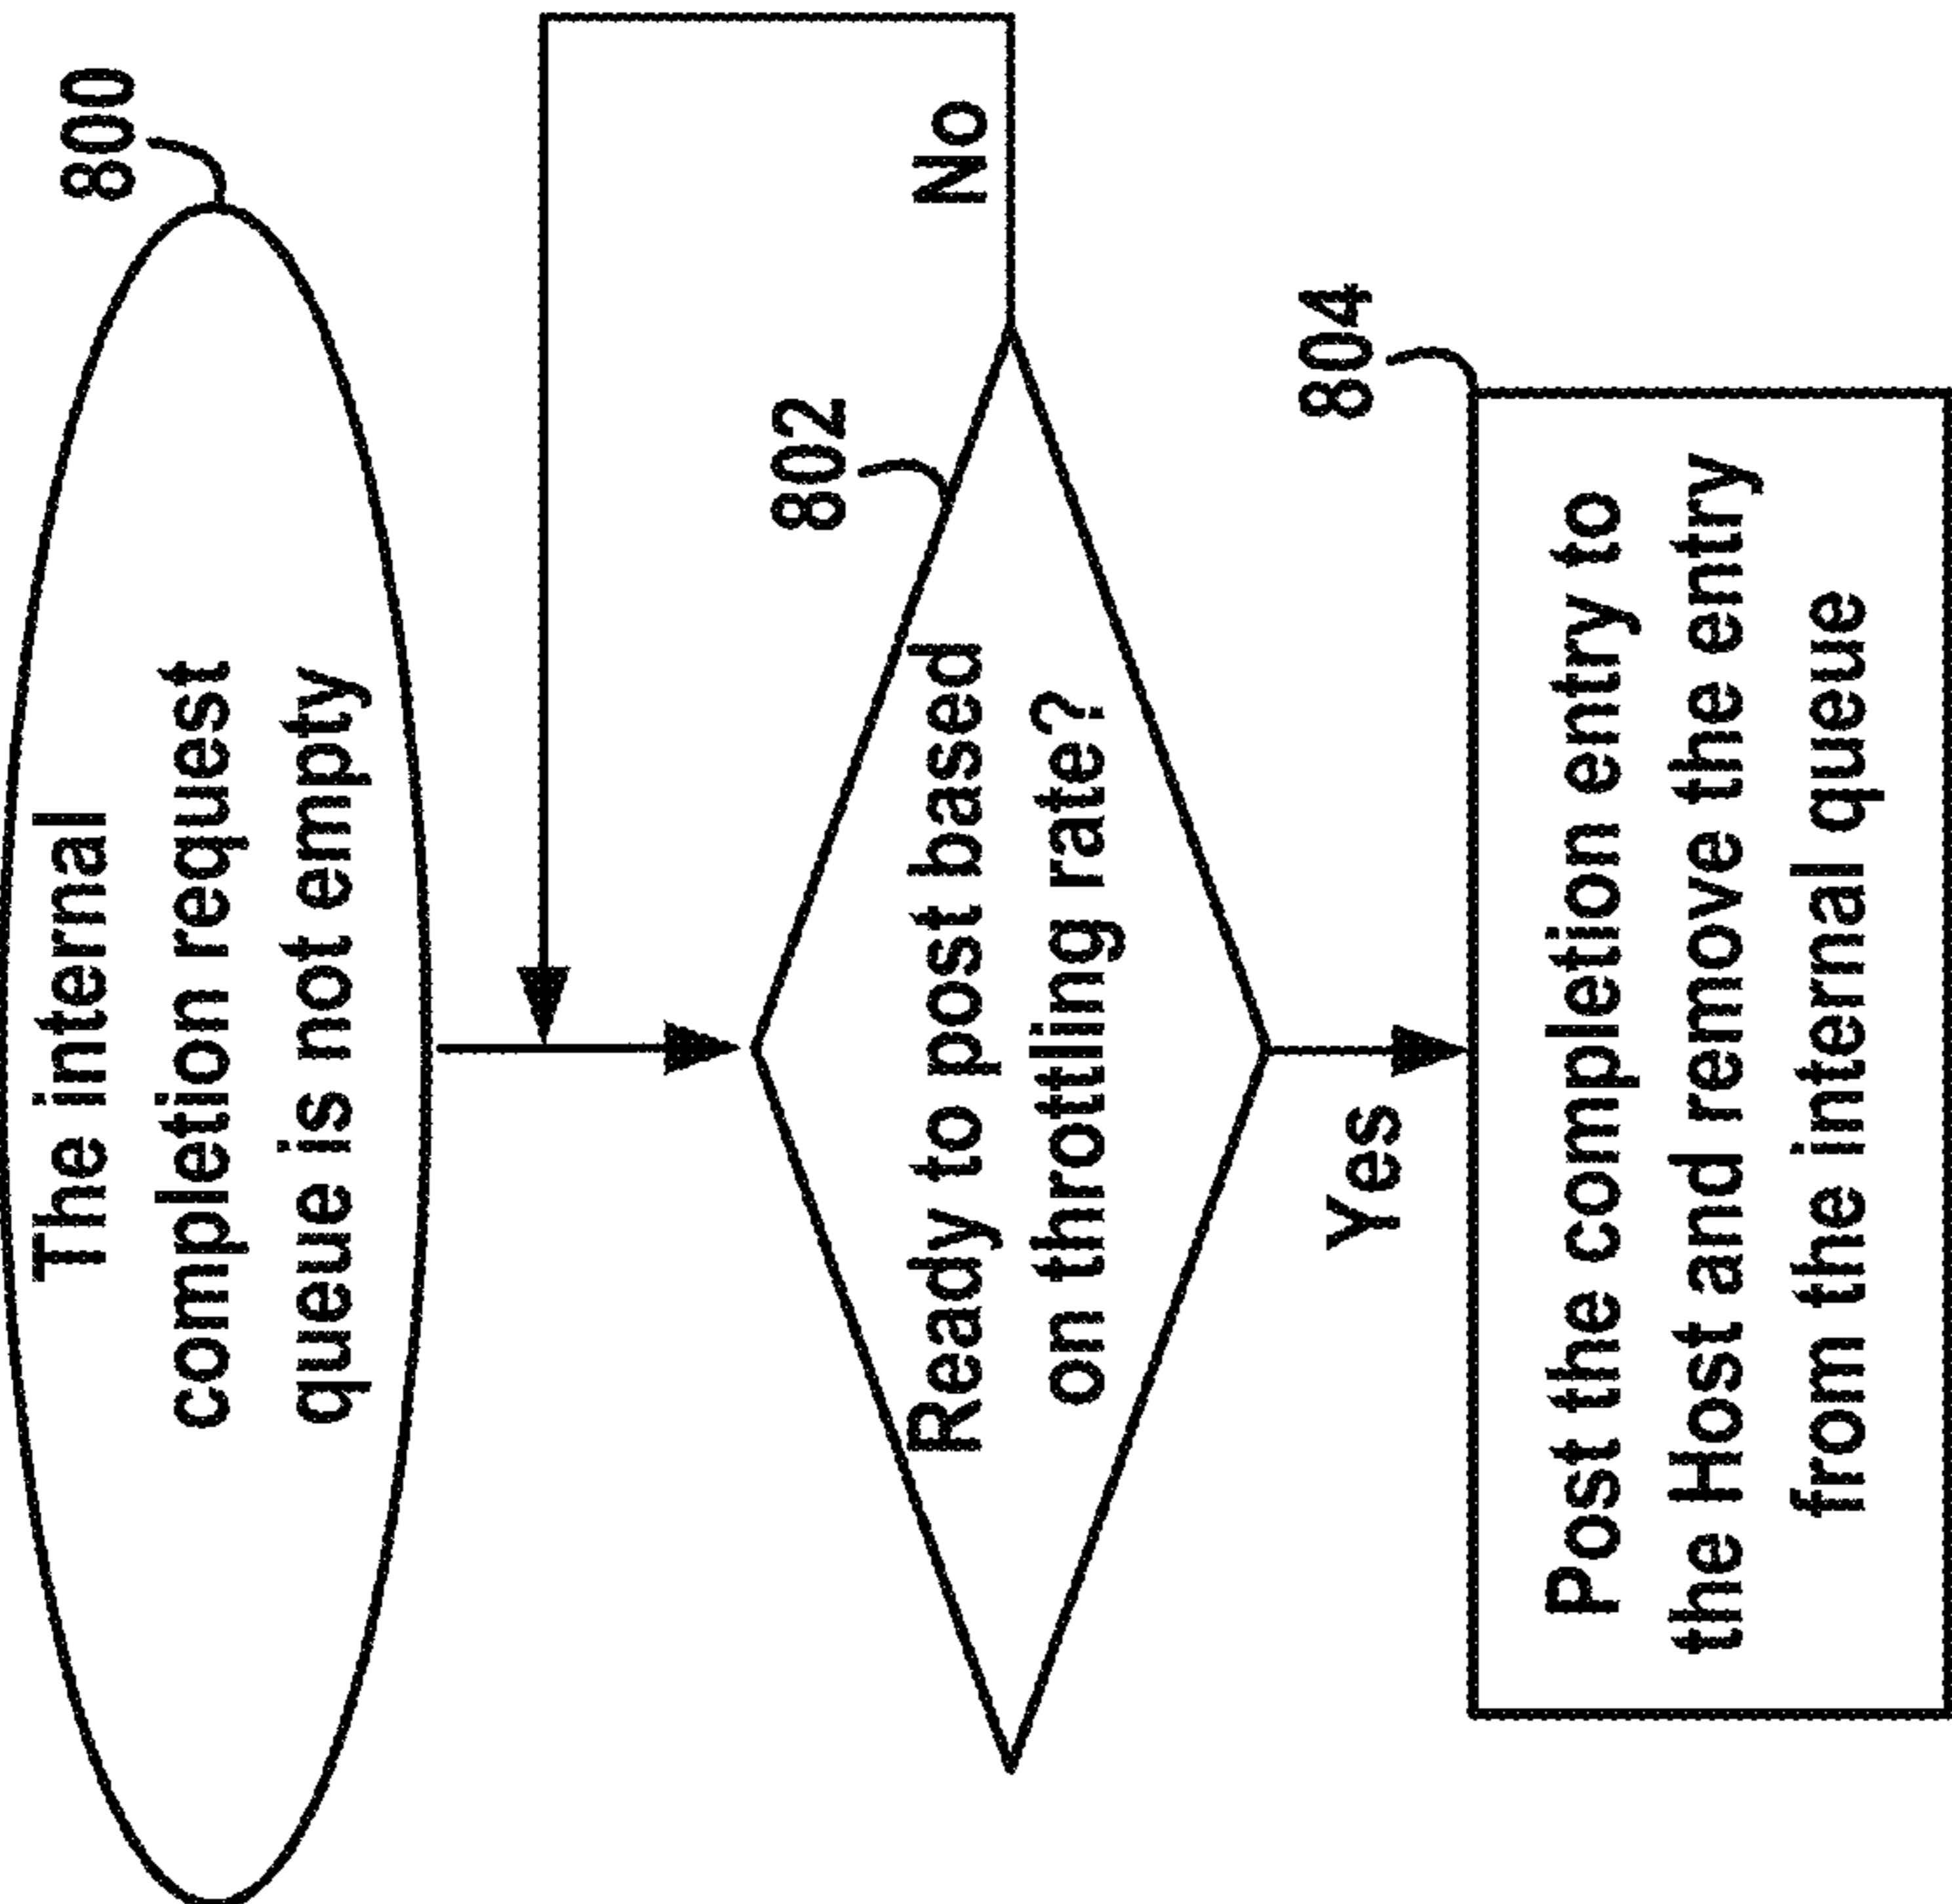 800
The internal
completion request
queue is not empty
802
Ready to post based
on throttling rate?
No
Yes
804
Post the completion entry to
the Host and remove the entry
from the internal queue